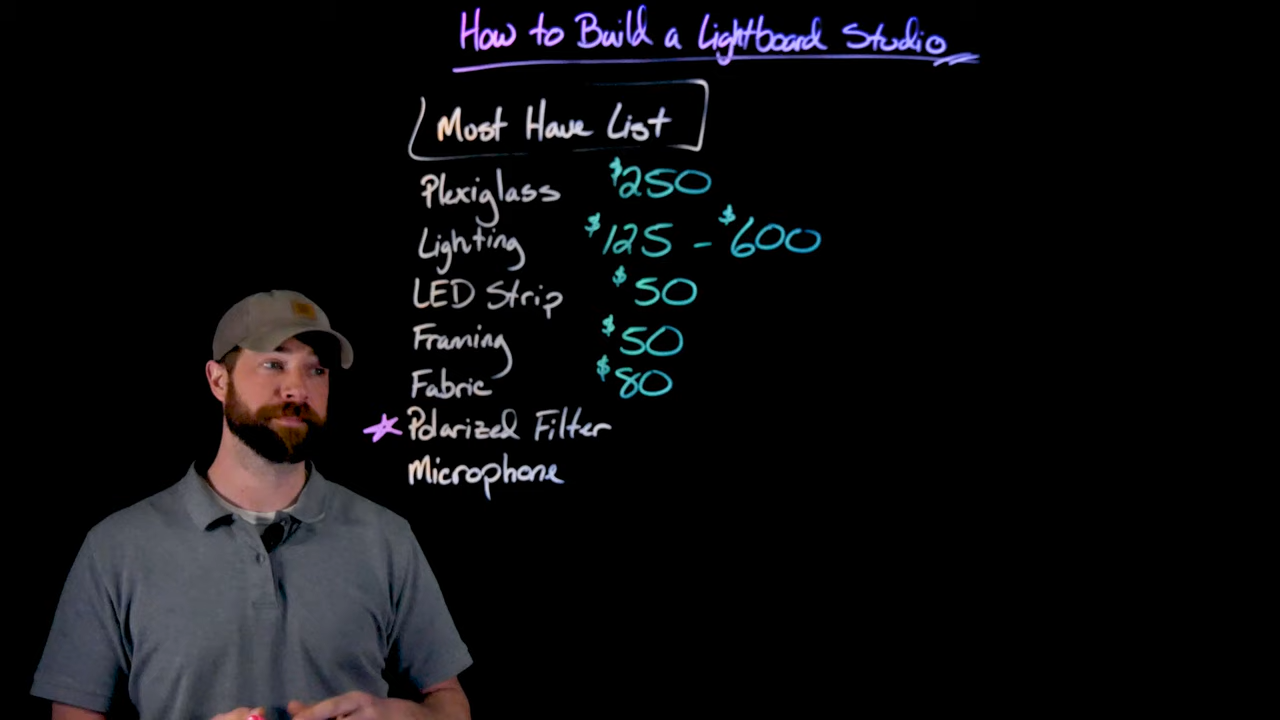 How to Build a Lightboard Studio
Most Have List
Plexiglass $250
Lighting $125 - $600
LED Strip $50
Framing $50
Fabric $80
* Polarized Filter
Microphone